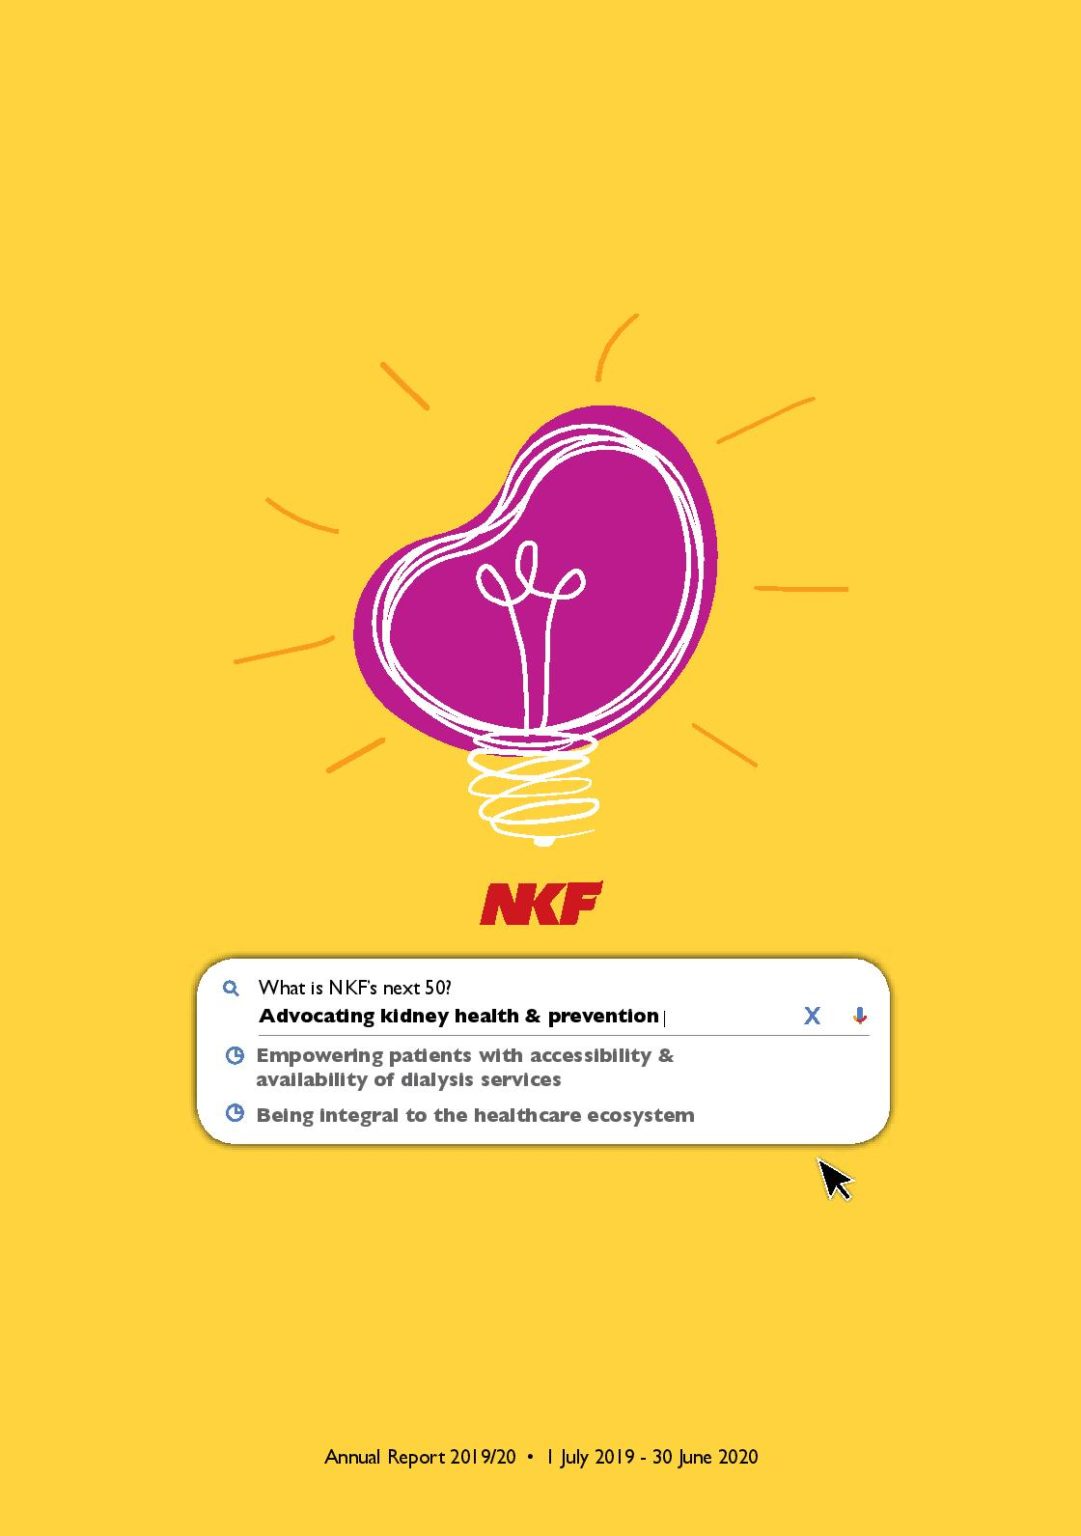 NKF
What is NKF's next 50?
Advocating kidney health & prevention
Empowering patients with accessibility &
availability of dialysis services
Being integral to the healthcare ecosystem
Annual Report 2019/20 • 1 July 2019 - 30 June 2020